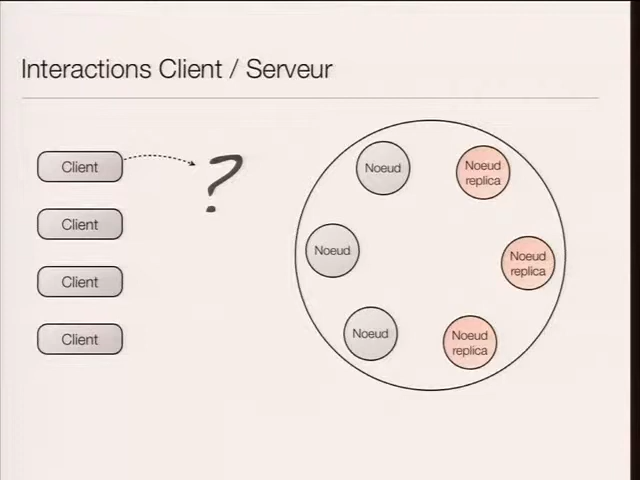 Interactions Client / Serveur
Client
Client
Client
Client
?
Noeud
Noeud
replica
Noeud
Noeud
replica
Noeud
Noeud
replica